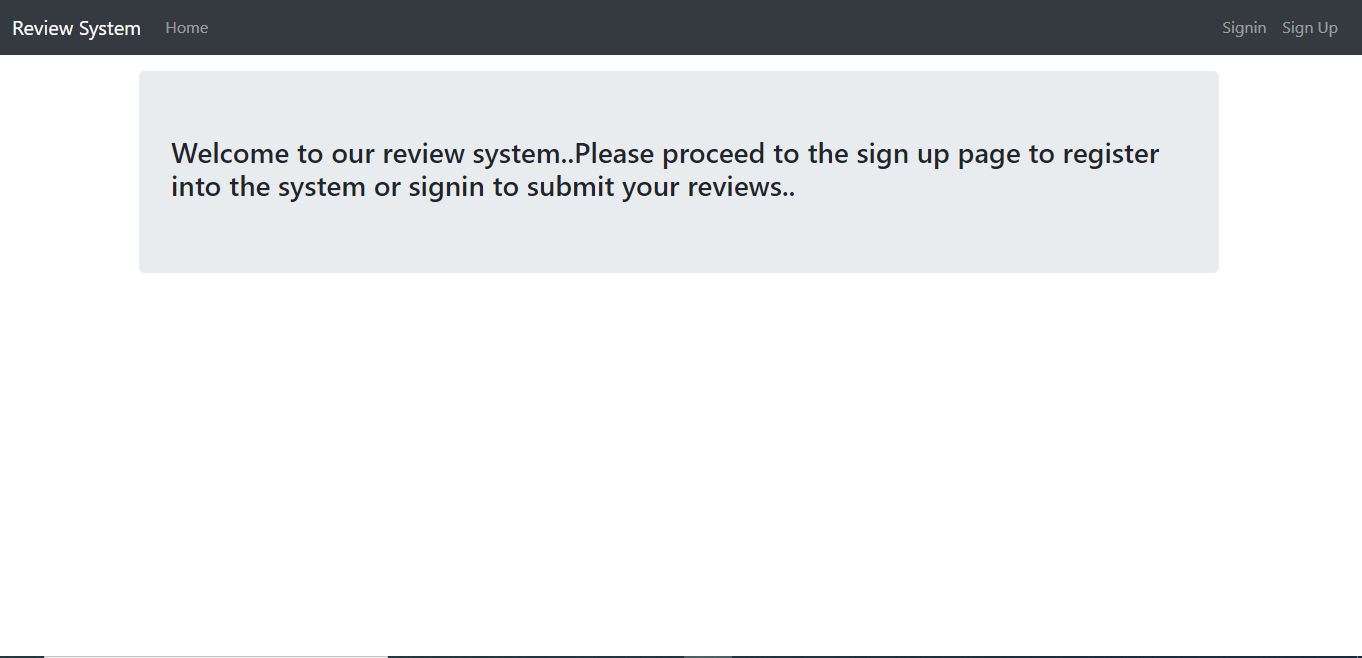 Review System Home Signin Sign Up
Welcome to our review system..Please proceed to the sign up page to register
into the system or signin to submit your reviews..